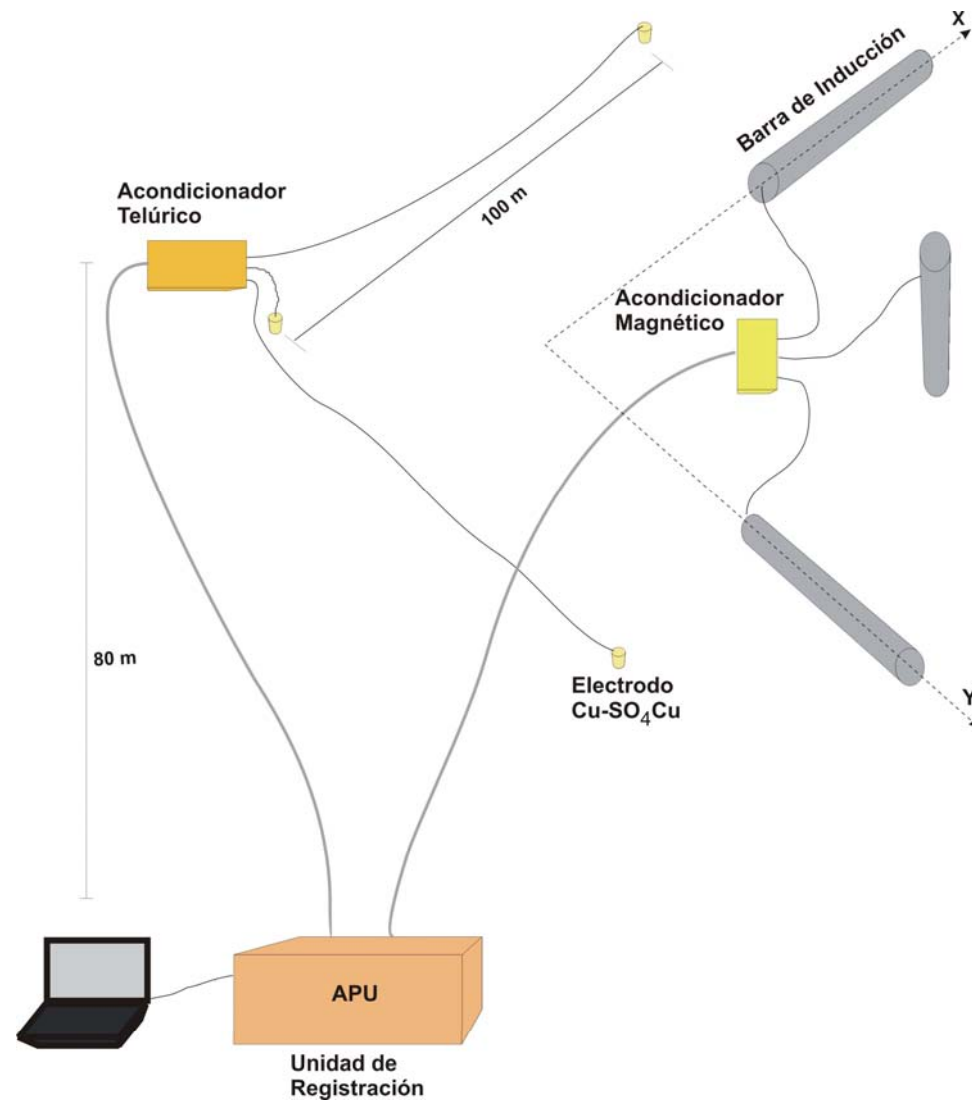 X
Barra de Inducción
100 m
Acondicionador
Telúrico
Acondicionador
Magnético
80 m
Electrodo
Cu-SO4Cu
Y
APU
Unidad de
Registración